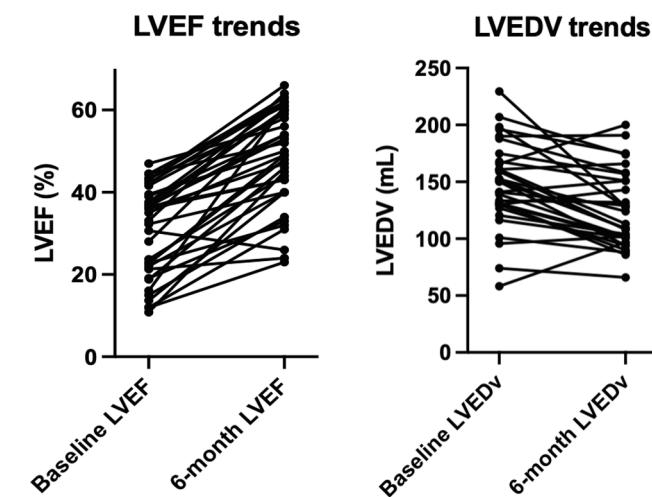 LVEF trends
LVEF (%)
60
40
20
0
Baseline LVEF
6-month LVEF
LVEDV trends
LVEDV (mL)
250
200
150
100
50
0
Baseline LVEDv
6-month LVEDv